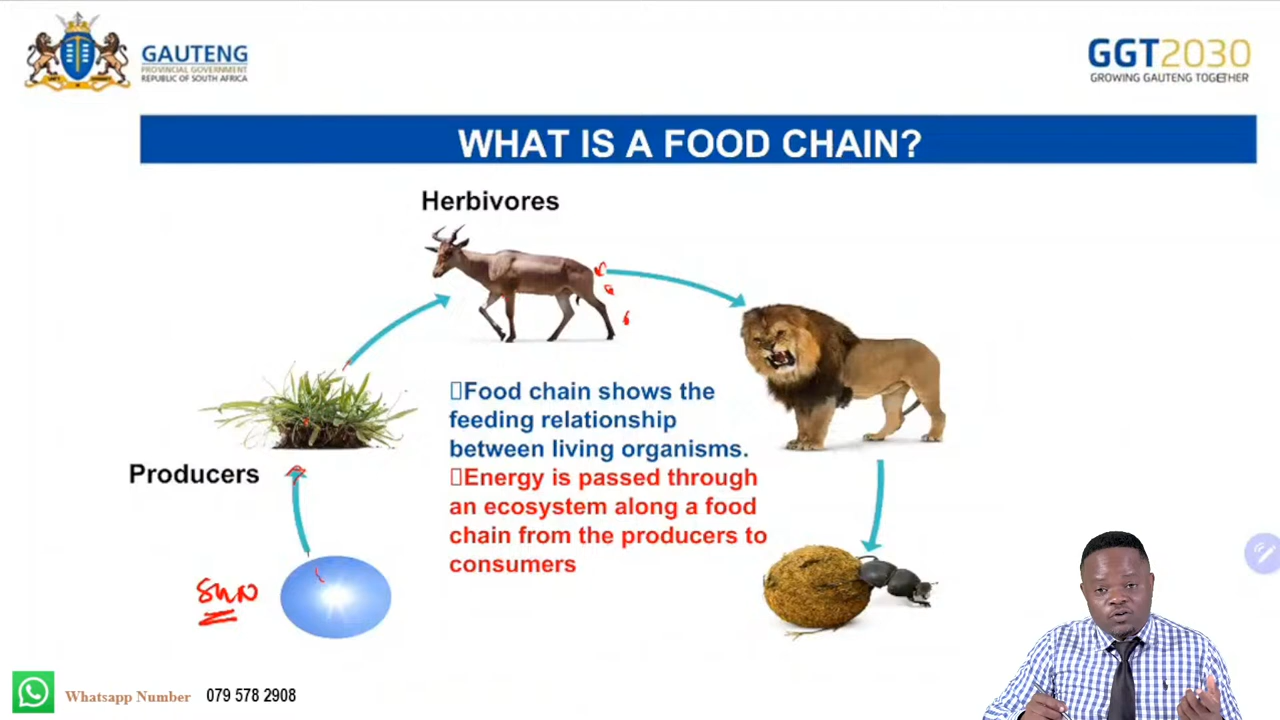 GAUTENG
PROVINCIAL GOVERNMENT
REPUBLIC OF SOUTH AFRICA
GGT2030
GROWING GAUTENG TOGETHER
WHAT IS A FOOD CHAIN?
Herbivores
Food chain shows the
feeding relationship
between living organisms.
Energy is passed through
an ecosystem along a food
chain from the producers to
consumers
Producers
Sun
Whatsapp Number 079 578 2908